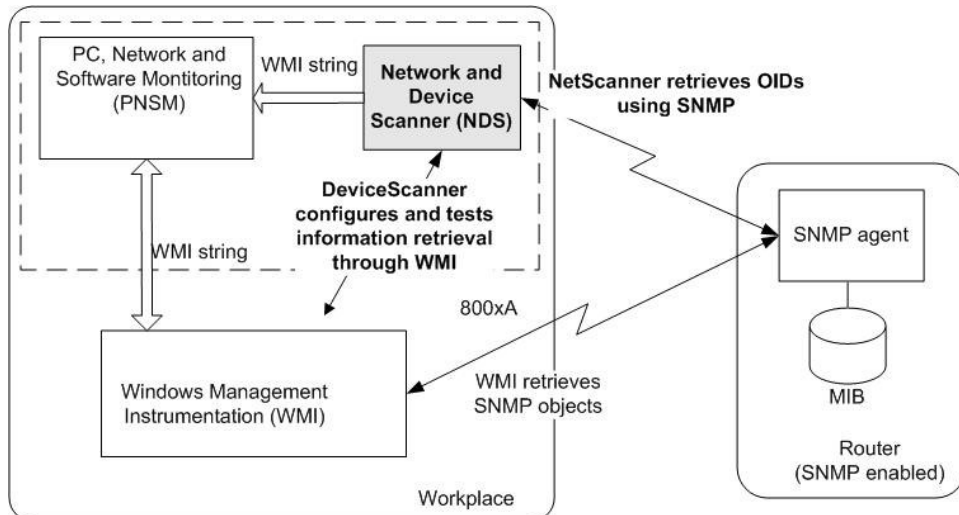 PC, Network and
Software Montitoring
(PNSM)
WMI string
Network and
Device
Scanner (NDS)
NetScanner retrieves OIDs
using SNMP
DeviceScanner
configures and tests
information retrieval
through WMI
WMI string
SNMP agent
800xA
Windows Management
Instrumentation (WMI)
WMI retrieves
SNMP objects
MIB
Router
(SNMP enabled)
Workplace